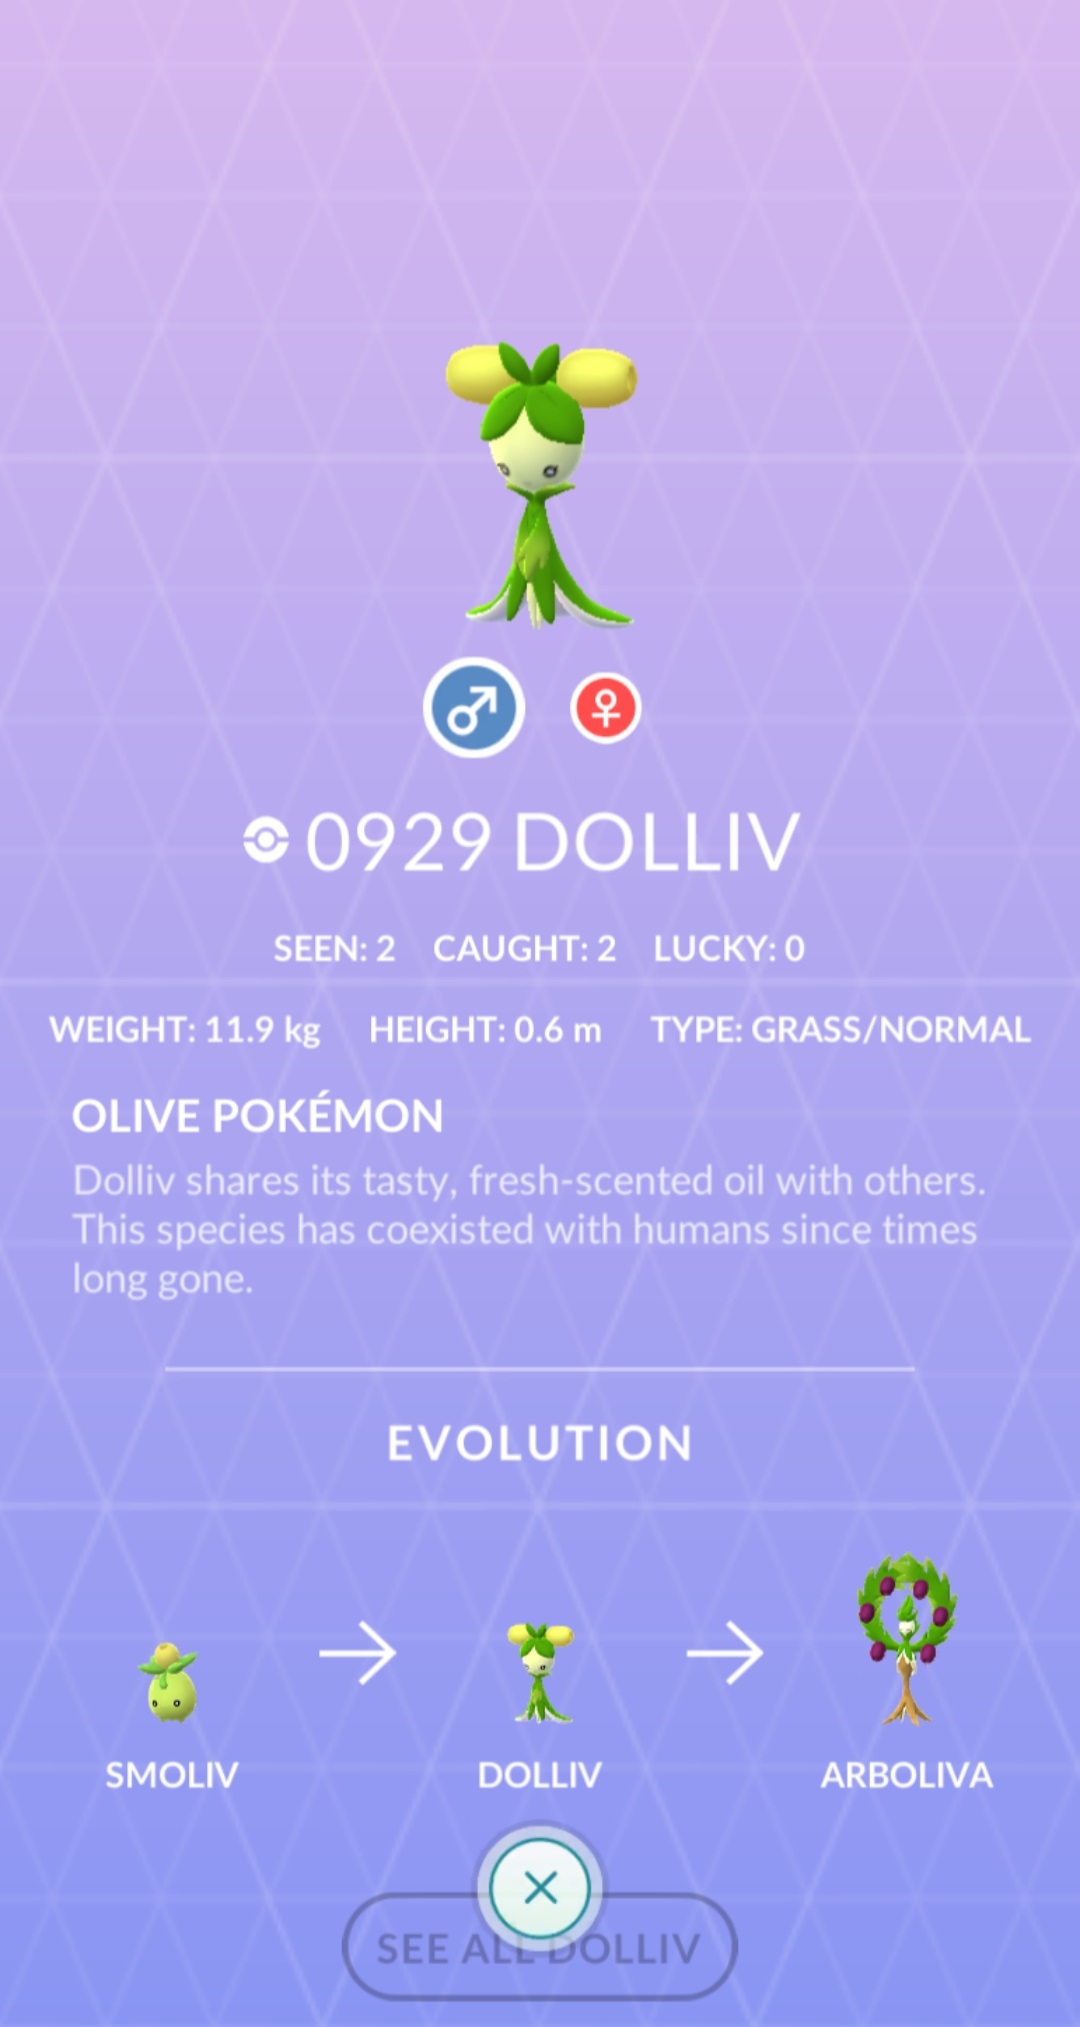 0929 DOLLIV
SEEN: 2 CAUGHT: 2 LUCKY: 0
WEIGHT: 11.9 kg HEIGHT: 0.6 m TYPE: GRASS/NORMAL
OLIVE POKÉMON
Dolliv shares its tasty, fresh-scented oil with others.
This species has coexisted with humans since times
long gone.
EVOLUTION
SMOLIV DOLLIV ARBOLIVA
SEE ALL DOLLIV